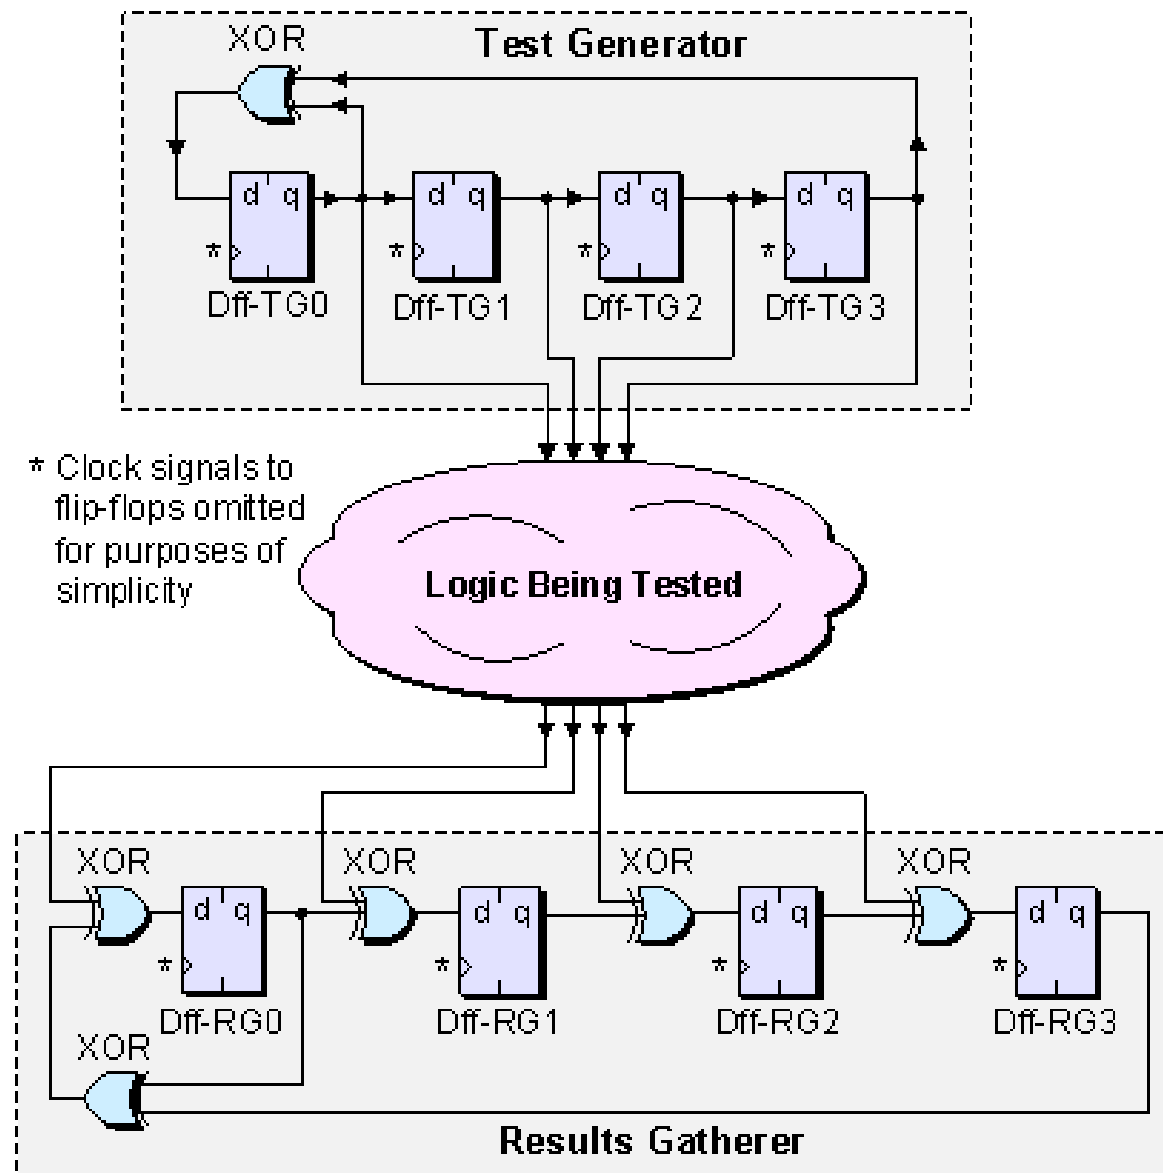 XOR
Test Generator
d q
d q
d q
d q
*
*
*
*
Dff-TG0
Dff-TG1
Dff-TG2
Dff-TG3
* Clock signals to
flip-flops omitted
for purposes of
simplicity
Logic Being Tested
XOR
XOR
XOR
XOR
d q
d q
d q
d q
*
*
*
*
Dff-RG0
Dff-RG1
Dff-RG2
Dff-RG3
XOR
Results Gatherer